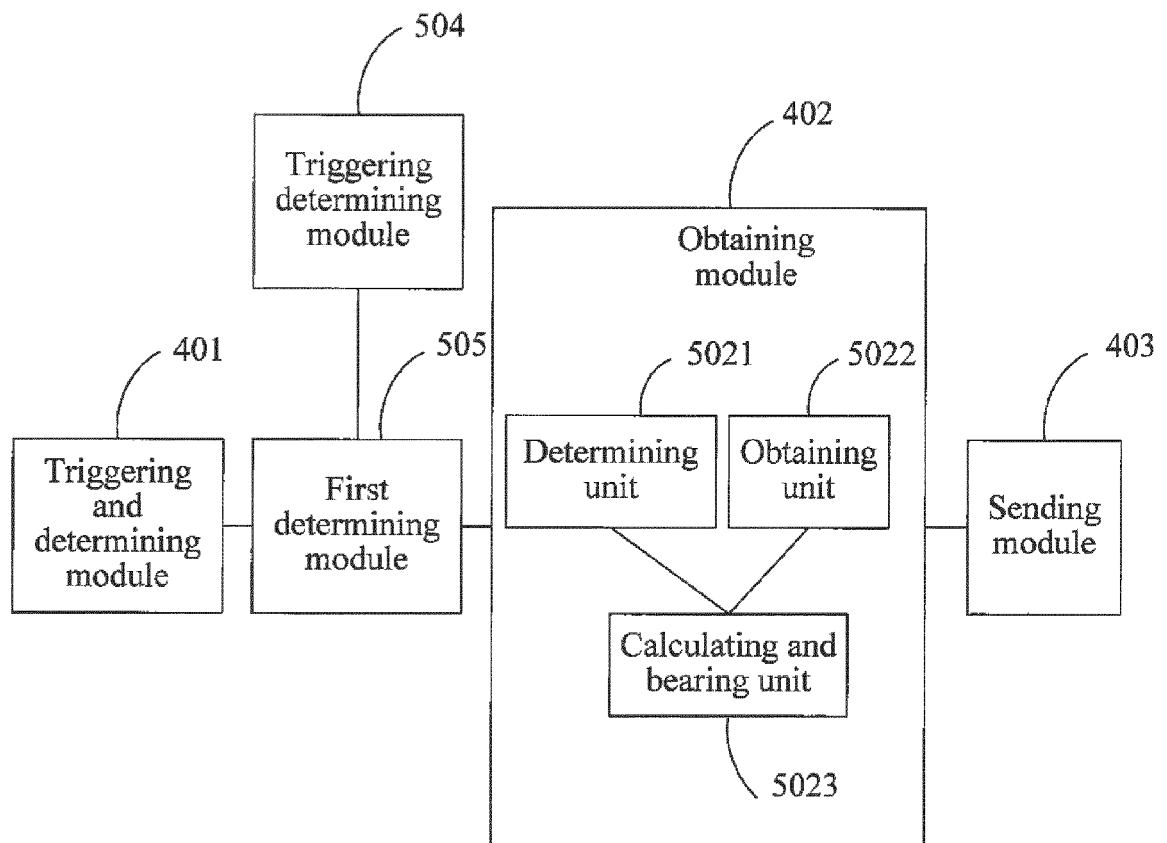 504
Triggering
determining
module
402
Obtaining
module
401
Triggering
and
determining
module
505
First
determining
module
5021
Determining
unit
5022
Obtaining
unit
Calculating and
bearing unit
5023
403
Sending
module